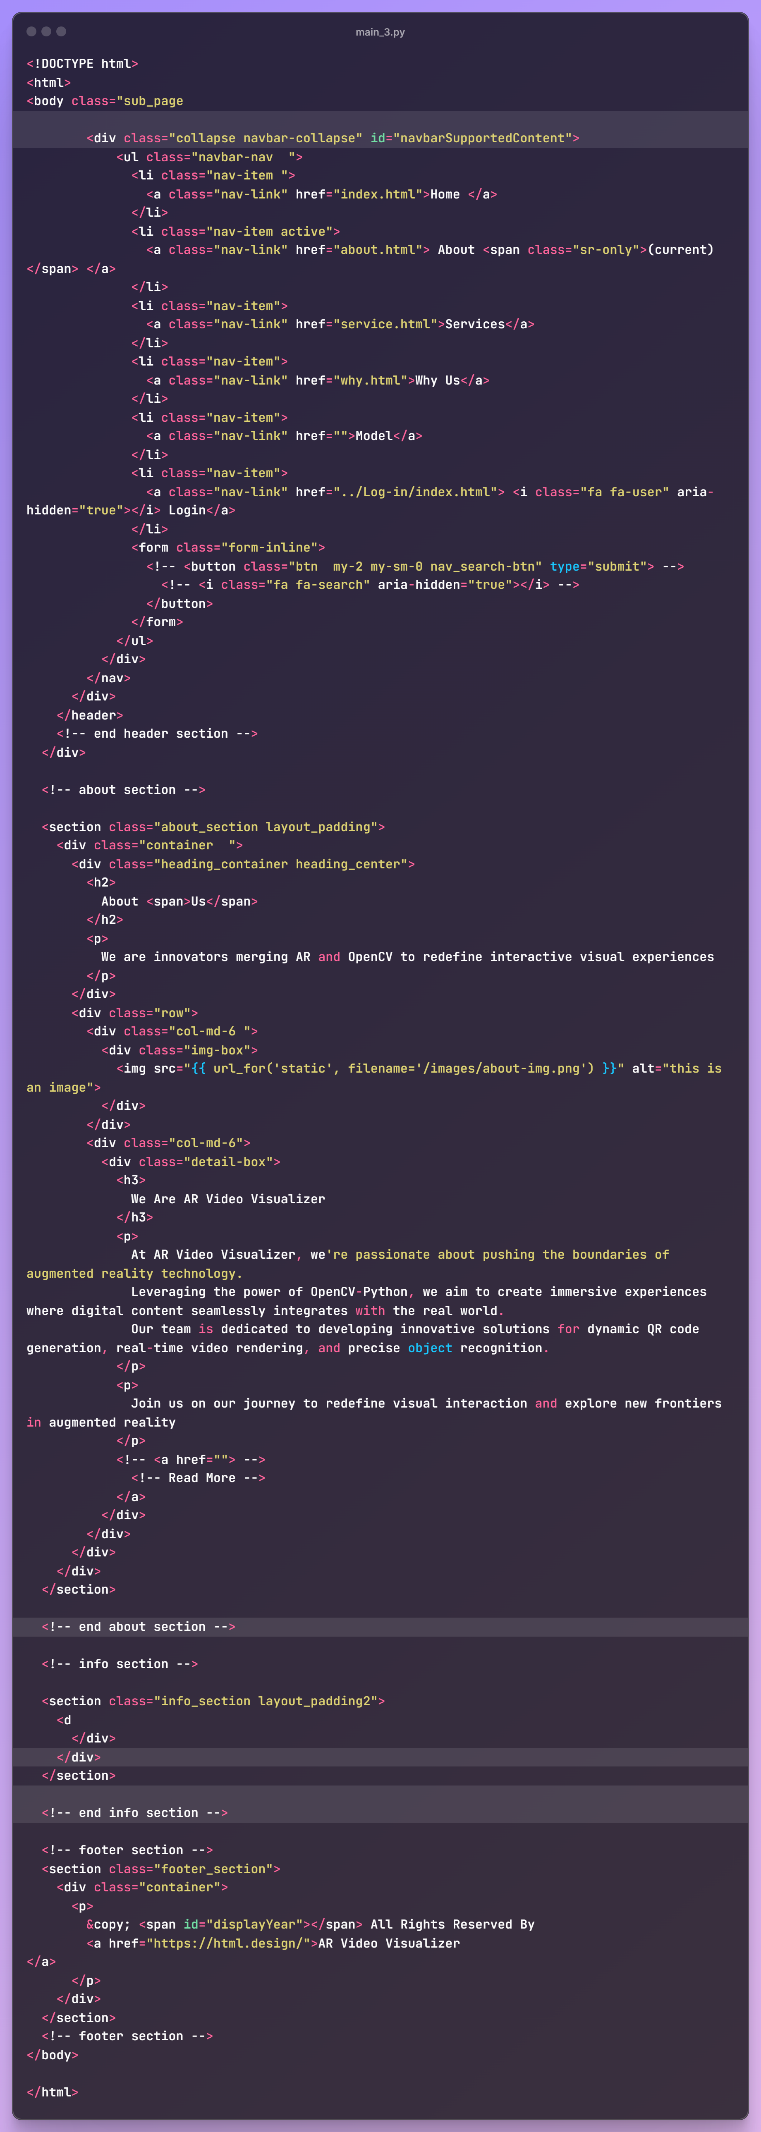 main_3.py
<!DOCTYPE html>
<html>
<body class="sub_page
<div class="collapse navbar-collapse" id="navbarSupportedContent">
<ul class="navbar-nav  ">
<li class="nav-item ">
<a class="nav-link" href="index.html">Home </a>
</li>
<li class="nav-item active">
<a class="nav-link" href="about.html"> About <span class="sr-only">(current)
</span> </a>
</li>
<li class="nav-item">
<a class="nav-link" href="service.html">Services</a>
</li>
<li class="nav-item">
<a class="nav-link" href="why.html">Why Us</a>
</li>
<li class="nav-item">
<a class="nav-link" href="">Model</a>
</li>
<li class="nav-item">
<a class="nav-link" href="../Log-in/index.html"> <i class="fa fa-user" aria-
hidden="true"></i> Login</a>
</li>
<form class="form-inline">
<!-- <button class="btn  my-2 my-sm-0 nav_search-btn" type="submit"> -->
<!-- <i class="fa fa-search" aria-hidden="true"></i> -->
</button>
</form>
</ul>
</div>
</nav>
</div>
</header>
<!-- end header section -->
</div>
<!-- about section -->
<section class="about_section layout_padding">
<div class="container  ">
<div class="heading_container heading_center">
<h2>
About <span>Us</span>
</h2>
<p>
We are innovators merging AR and OpenCV to redefine interactive visual experiences
</p>
</div>
<div class="row">
<div class="col-md-6 ">
<div class="img-box">
<img src="{{ url_for('static', filename='/images/about-img.png') }}" alt="this is
an image">
</div>
</div>
<div class="col-md-6">
<div class="detail-box">
<h3>
We Are AR Video Visualizer
</h3>
<p>
At AR Video Visualizer, we're passionate about pushing the boundaries of
augmented reality technology.
Leveraging the power of OpenCV-Python, we aim to create immersive experiences
where digital content seamlessly integrates with the real world.
Our team is dedicated to developing innovative solutions for dynamic QR code
generation, real-time video rendering, and precise object recognition.
</p>
<p>
Join us on our journey to redefine visual interaction and explore new frontiers
in augmented reality
</p>
<!-- <a href=""> -->
<!-- Read More -->
</a>
</div>
</div>
</div>
</div>
</section>
<!-- end about section -->
<!-- info section -->
<section class="info_section layout_padding2">
<d
</div>
</div>
</section>
<!-- end info section -->
<!-- footer section -->
<section class="footer_section">
<div class="container">
<p>
&copy; <span id="displayYear"></span> All Rights Reserved By
<a href="https://html.design/">AR Video Visualizer
</a>
</p>
</div>
</section>
<!-- footer section -->
</body>
</html>